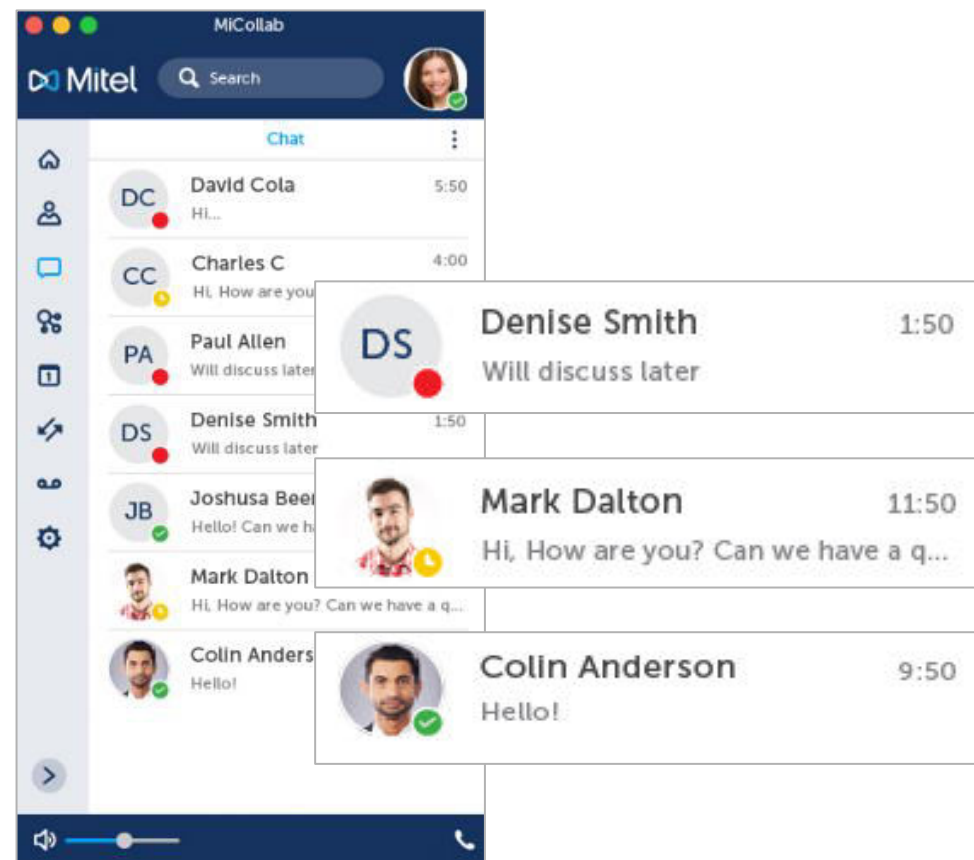 MiCollab
Mitel
Search
Chat
DC
David Cola
5:50
Hi...
CC
Charles C
4:00
Hi, How are you
PA
Paul Allen
Will discuss later
DS
Denise Smith
1:50
Will discuss later
JB
Joshusa Beer
Hello! Can we ha
Mark Dalton
Hi, How are you? Can we have a q...
Colin Anders
Hello!
1
DS
Denise Smith
1:50
Will discuss later
Mark Dalton
11:50
Hi, How are you? Can we have a q...
Colin Anderson
9:50
Hello!